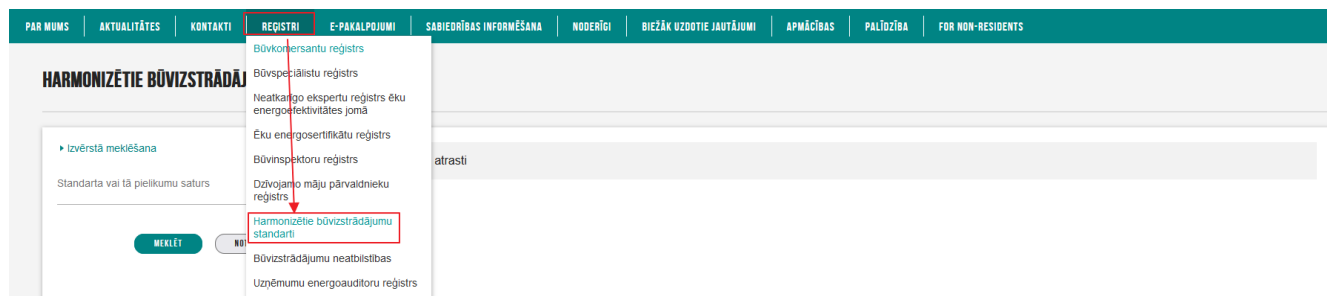 PAR MUMS AKTUALITĀTES KONTAKTI REĢISTRI E-PAKALPOJUMI SABIEDRĪBAS INFORMĒŠANA NODERĪGI BIEŽĀK UZDOTIE JAUTĀJUMI APMĀCĪBAS PALĪDZĪBA FOR NON-RESIDENTS
Būvkomersantu reģistrs
Būvspeciālistu reģistrs
Neatkarīgo ekspertu reģistrs ēku
energoefektivitātes jomā
Ēku energosertifikātu reģistrs
Būvinspektoru reģistrs
Dzīvojamo māju pārvaldnieku
reģistrs
Harmonizētie būvizstrādājumu
standarti
Būvizstrādājumu neatbilstības
Uzņēmumu energoauditoru reģistrs
HARMONIZĒTIE BŪVIZSTRĀDĀJ
Izvērstā meklēšana
atrasti
Standarta vai tā pielikumu saturs
MEKLĒT